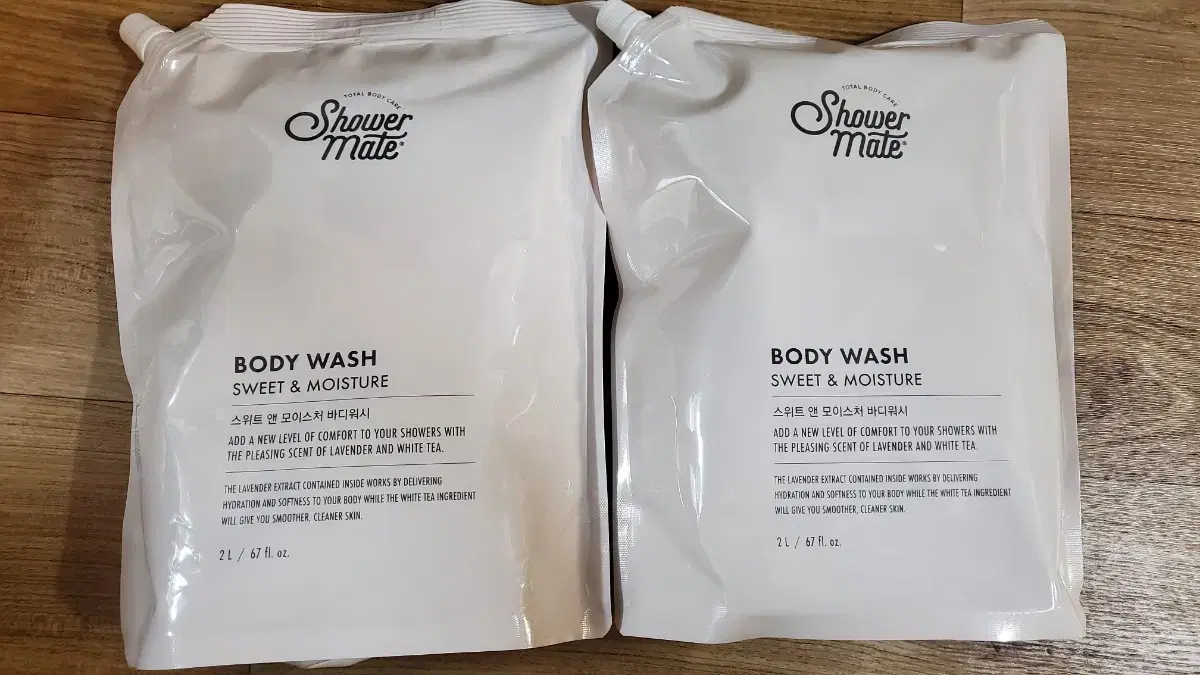 TOTAL BODY CARE
Shower
Mate®
BODY WASH
SWEET & MOISTURE
스위트 앤 모이스처 바디워시
ADD A NEW LEVEL OF COMFORT TO YOUR SHOWERS WITH
THE PLEASING SCENT OF LAVENDER AND WHITE TEA.
THE LAVENDER EXTRACT CONTAINED INSIDE WORKS BY DELIVERING
HYDRATION AND SOFTNESS TO YOUR BODY WHILE THE WHITE TEA INGREDIENT
WILL GIVE YOU SMOOTHER, CLEANER SKIN.
2 L / 67 fl. oz.
TOTAL BODY CARE
Shower
Mate®
BODY WASH
SWEET & MOISTURE
스위트 앤 모이스처 바디워시
ADD A NEW LEVEL OF COMFORT TO YOUR SHOWERS WITH
THE PLEASING SCENT OF LAVENDER AND WHITE TEA.
THE LAVENDER EXTRACT CONTAINED INSIDE WORKS BY DELIVERING
HYDRATION AND SOFTNESS TO YOUR BODY WHILE THE WHITE TEA INGREDIENT
WILL GIVE YOU SMOOTHER, CLEANER SKIN.
2 L / 67 fl. oz.